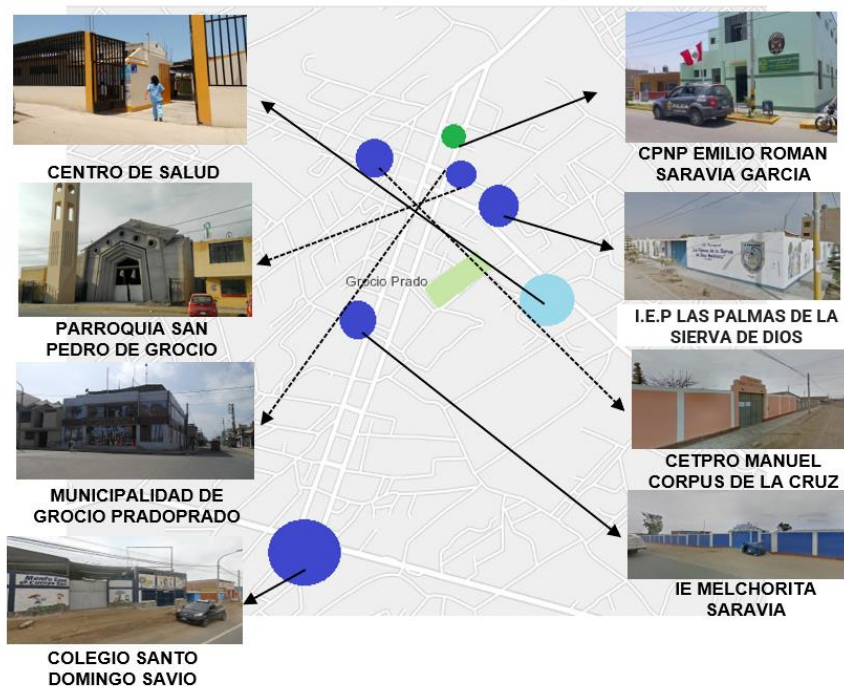 CENTRO DE SALUD
CPNP EMILIO ROMAN
SARAVIA GARCIA
PARROQUIA SAN
PEDRO DE GROCIO
Grocio Prado
I.E.P LAS PALMAS DE LA
SIERVA DE DIOS
MUNICIPALIDAD DE
GROCIO PRADOPRADO
CETPRO MANUEL
CORPUS DE LA CRUZ
IE MELCHORITA
SARAVIA
COLEGIO SANTO
DOMINGO SAVIO